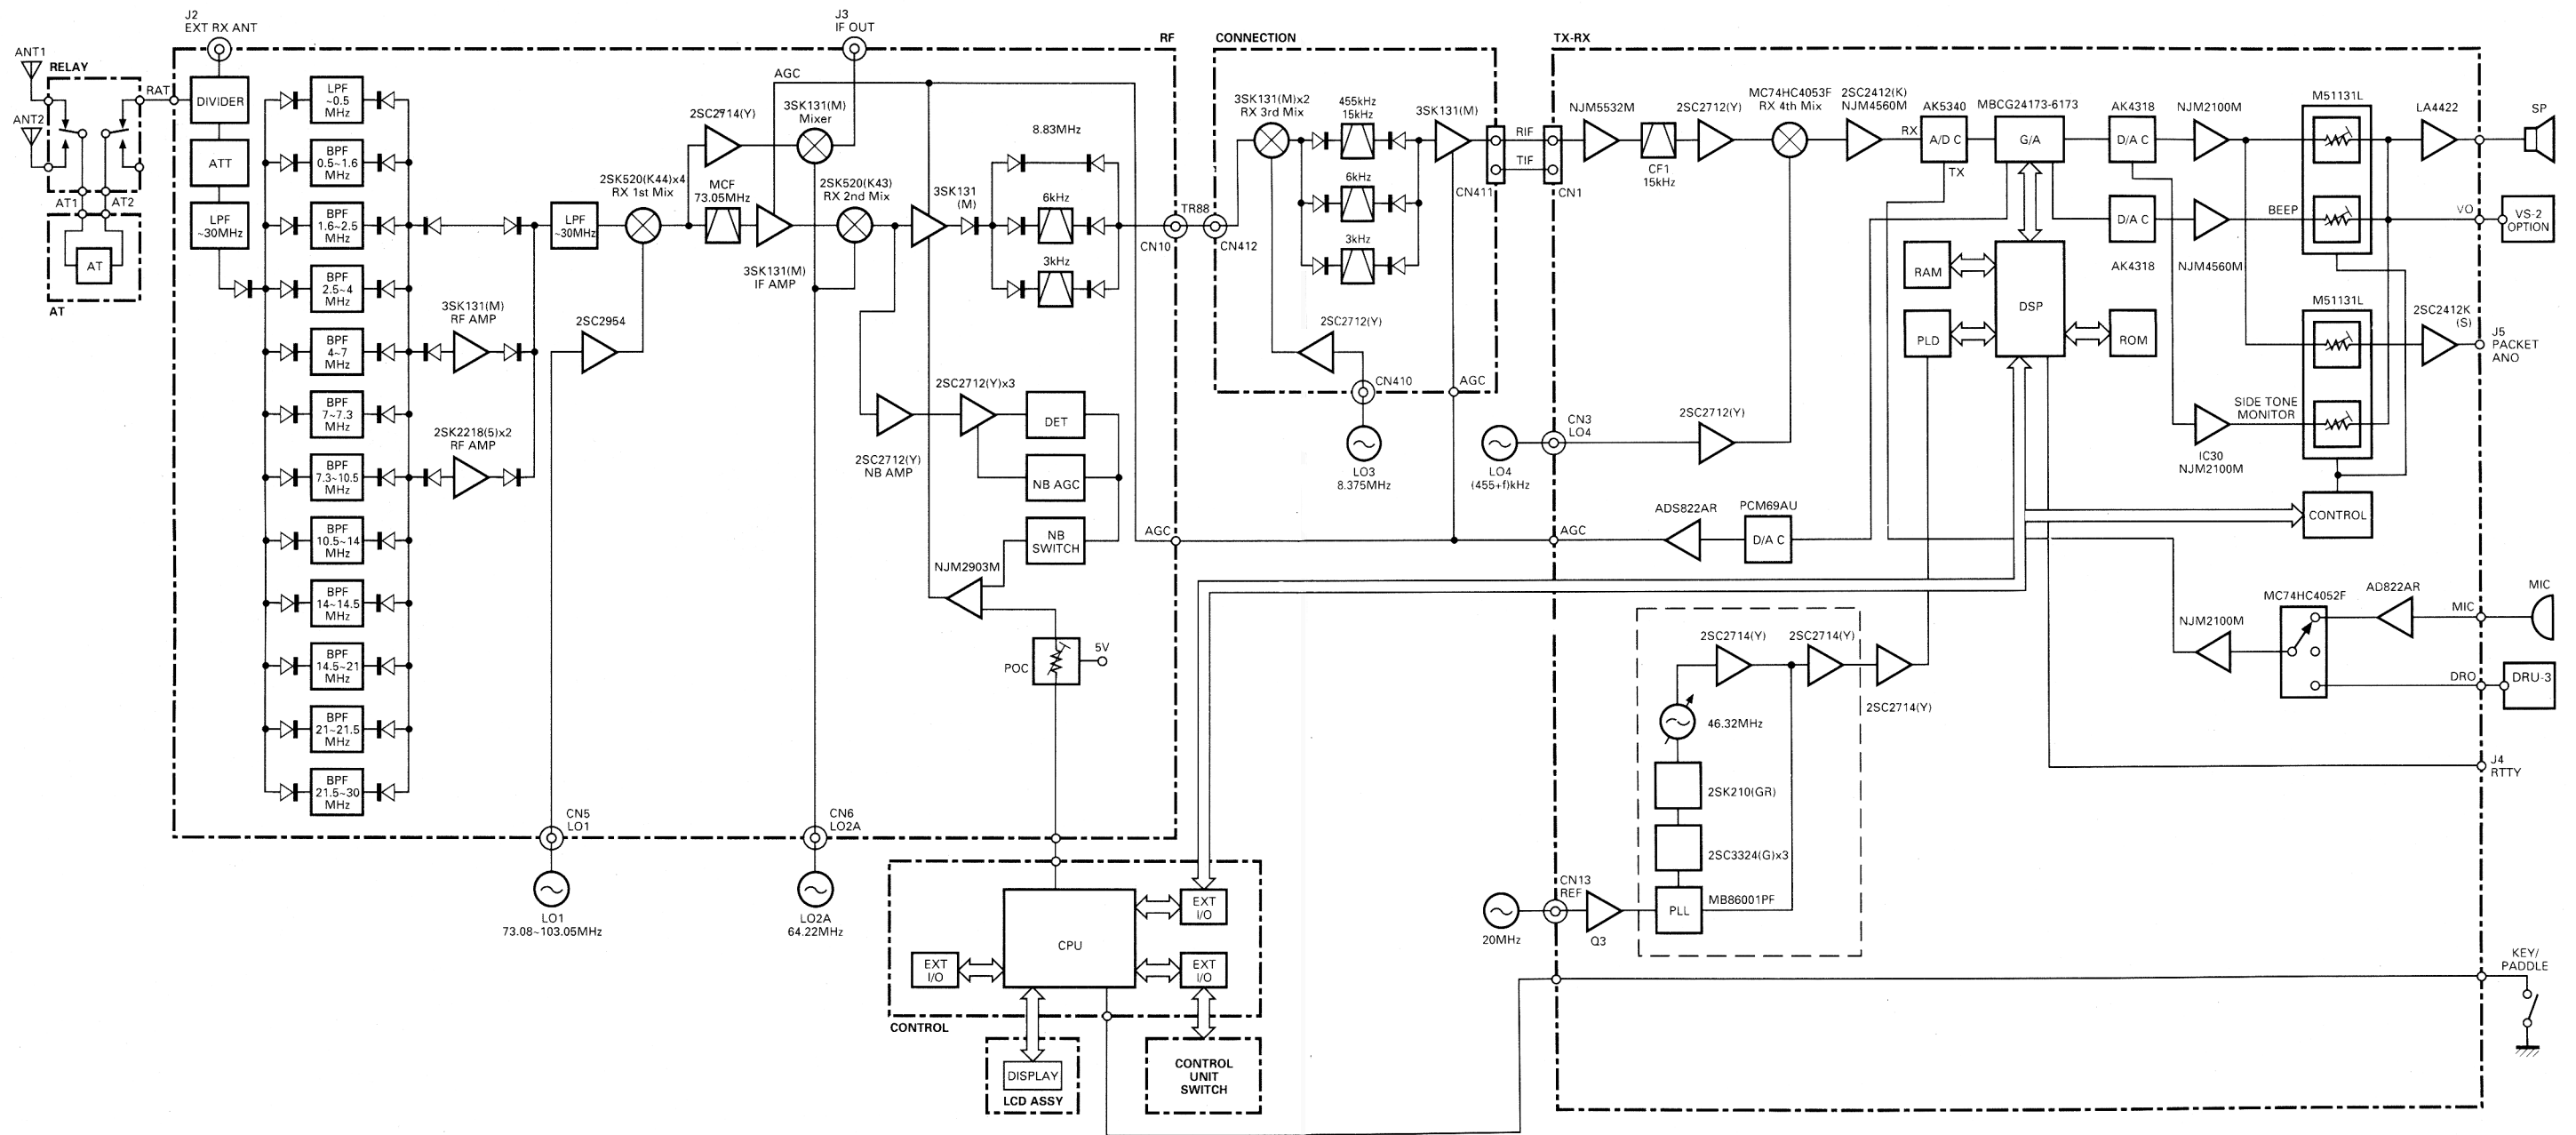 J2
EXT RX ANT
ANT1
RELAY
ANT2
RAT
AT1
AT2
AT
AT
DIVIDER
ATT
LPF
~30MHz
LPF
~0.5
MHz
BPF
0.5~1.6
MHz
BPF
1.6~2.5
MHz
BPF
2.5~4
MHz
BPF
4~7
MHz
BPF
7~7.3
MHz
BPF
7.3~10.5
MHz
BPF
10.5~14
MHz
BPF
14~14.5
MHz
BPF
14.5~21
MHz
BPF
21~21.5
MHz
BPF
21.5~30
MHz
3SK131(M)
RF AMP
2SK2218(5)x2
RF AMP
LPF
~30MHz
2SK520(K44)x4
RX 1st Mix
2SC2954
2SC2714(Y)
MCF
73.05MHz
AGC
J3
IF OUT
3SK131(M)
Mixer
2SK520(K43)
RX 2nd Mix
3SK131(M)
IF AMP
3SK131
(M)
8.83MHz
6kHz
3kHz
RF
2SC2712(Y)x3
2SC2712(Y)
NB AMP
DET
NB AGC
NB
SWITCH
NJM2903M
POC
5V
AGC
CN10
TR88
CN412
CN5
LO1
LO1
73.08~103.05MHz
CN6
LO2A
LO2A
64.22MHz
CONNECTION
3SK131(M)x2
RX 3rd Mix
455kHz
15kHz
6kHz
3kHz
3SK131(M)
2SC2712(Y)
CN410
AGC
LO3
8.375MHz
CN411
RIF
TIF
CN1
TX-RX
NJM5532M
CF1
15kHz
2SC2712(Y)
MC74HC4053F
RX 4th Mix
2SC2412(K)
NJM4560M
RX
AK5340
A/D C
TX
MBCG24173-6173
G/A
AK4318
D/A C
NJM2100M
M51131L
LA4422
SP
D/A C
AK4318
NJM4560M
BEEP
VO
VS-2
OPTION
RAM
PLD
DSP
ROM
M51131L
2SC2412K
(S)
J5
PACKET
ANO
SIDE TONE
MONITOR
IC30
NJM2100M
CONTROL
CN3
LO4
LO4
(455+f)kHz
2SC2712(Y)
AGC
ADS822AR
PCM69AU
D/A C
MC74HC4052F
AD822AR
MIC
MIC
NJM2100M
DRO
DRU-3
2SC2714(Y)
2SC2714(Y)
2SC2714(Y)
46.32MHz
2SK210(GR)
2SC3324(G)x3
MB86001PF
PLL
J4
RTTY
CN13
REF
20MHz
Q3
KEY/
PADDLE
CPU
EXT
I/O
EXT
I/O
EXT
I/O
CONTROL
DISPLAY
LCD ASSY
CONTROL
UNIT
SWITCH